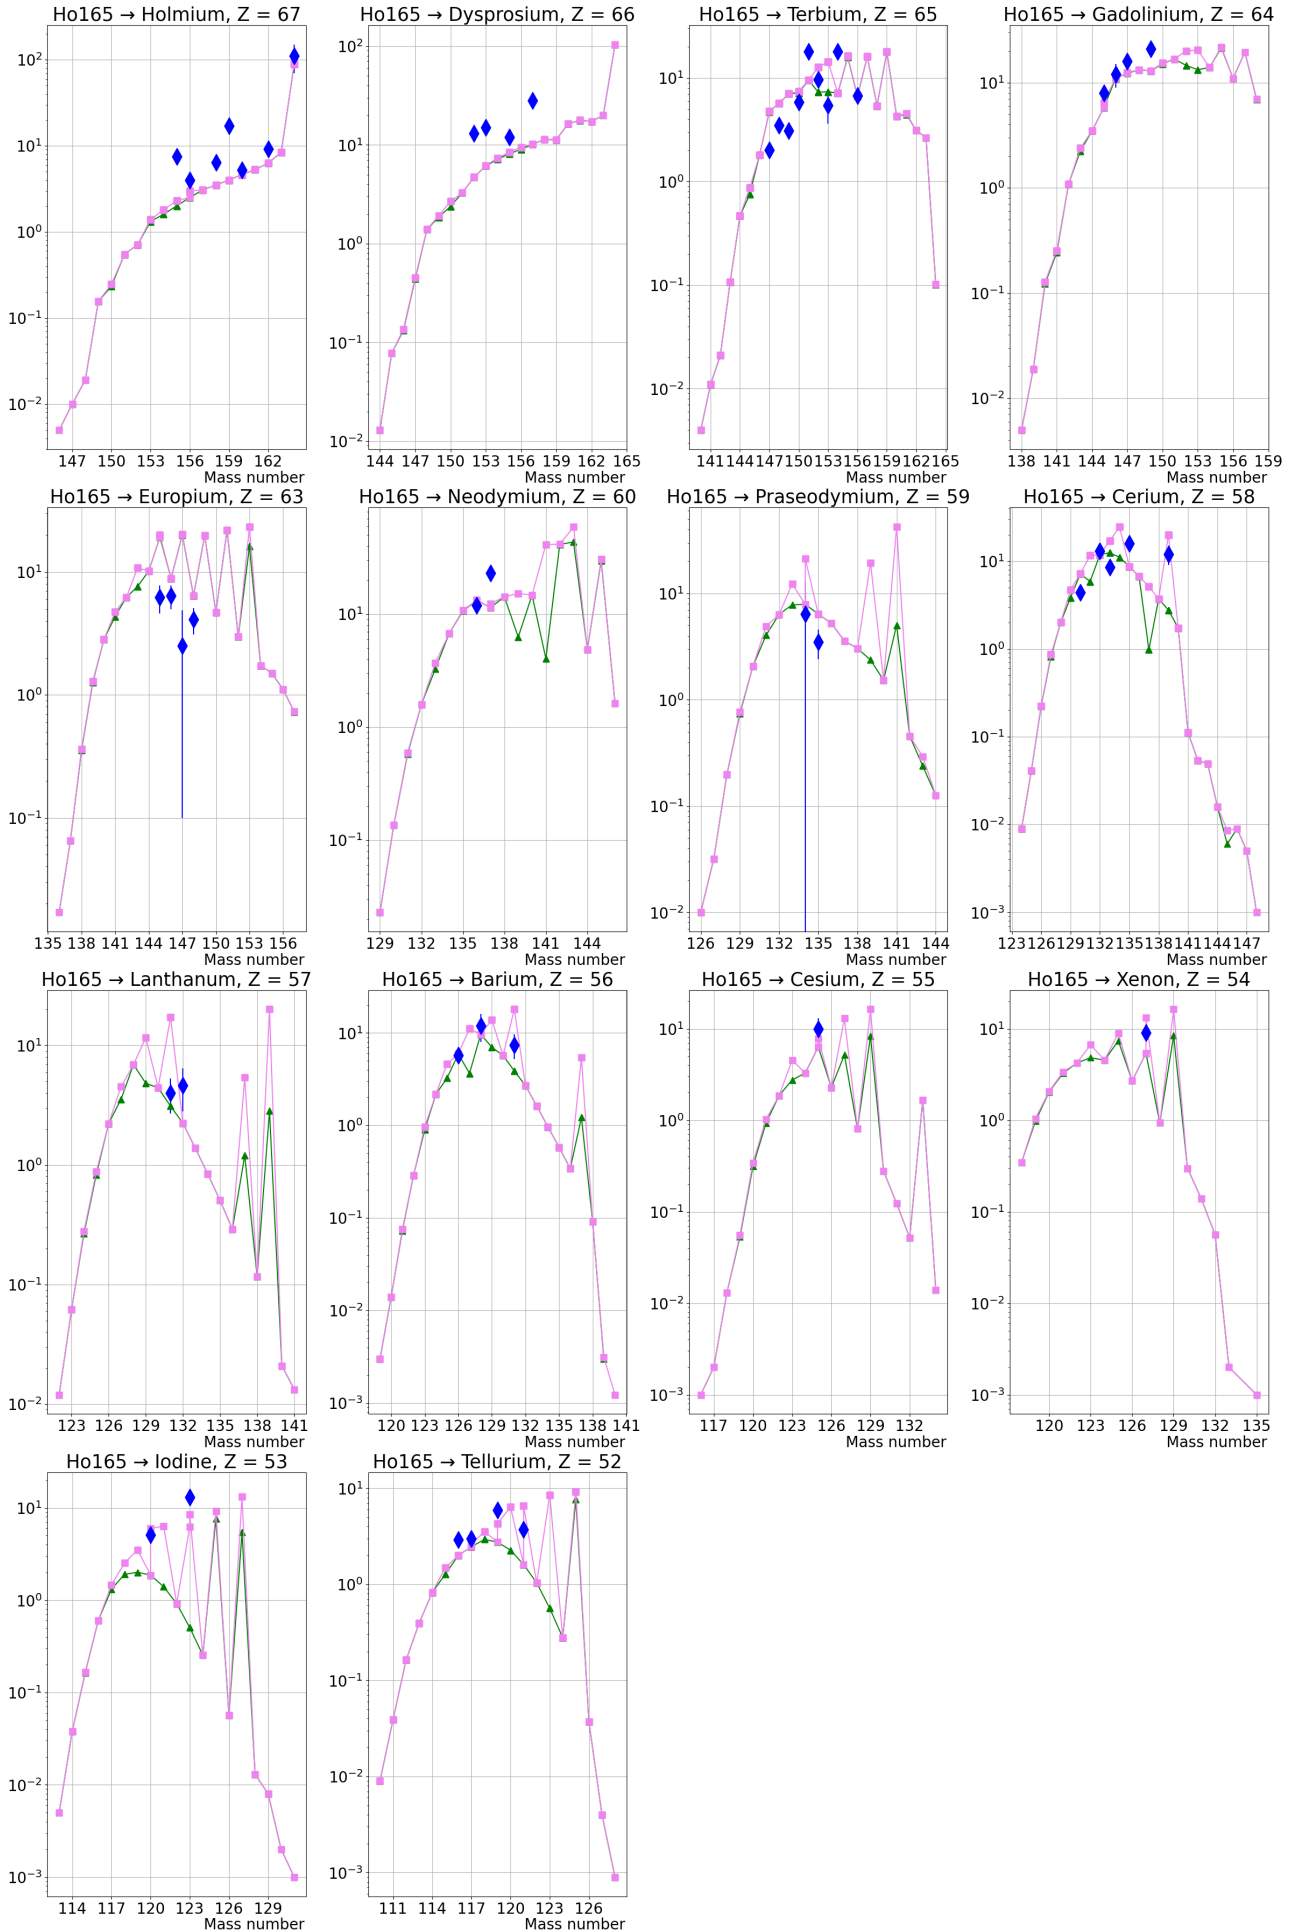 Ho165 → Holmium, Z = 67
Ho165 → Dysprosium, Z = 66
Ho165 → Terbium, Z = 65
Ho165 → Gadolinium, Z = 64
10²
10¹
10⁰
10⁻¹
10⁻²
147 150 153 156 159 162
Mass number
10²
10¹
10⁰
10⁻¹
10⁻²
144 147 150 153 156 159 162 165
Mass number
10¹
10⁰
10⁻¹
10⁻²
141 144 147 150 153 156 159 162 165
Mass number
10¹
10⁰
10⁻¹
10⁻²
138 141 144 147 150 153 156 159
Mass number
Ho165 → Europium, Z = 63
Ho165 → Neodymium, Z = 60
Ho165 → Praseodymium, Z = 59
Ho165 → Cerium, Z = 58
10¹
10⁰
10⁻¹
135 138 141 144 147 150 153 156
Mass number
10¹
10⁰
10⁻¹
129 132 135 138 141 144
Mass number
10¹
10⁰
10⁻¹
10⁻²
126 129 132 135 138 141 144
Mass number
10¹
10⁰
10⁻¹
10⁻²
10⁻³
123 126 129 132 135 138 141 144 147
Mass number
Ho165 → Lanthanum, Z = 57
Ho165 → Barium, Z = 56
Ho165 → Cesium, Z = 55
Ho165 → Xenon, Z = 54
10¹
10⁰
10⁻¹
10⁻²
123 126 129 132 135 138 141
Mass number
10¹
10⁰
10⁻¹
10⁻²
10⁻³
120 123 126 129 132 135 138 141
Mass number
10¹
10⁰
10⁻¹
10⁻²
10⁻³
117 120 123 126 129 132
Mass number
10¹
10⁰
10⁻¹
10⁻²
10⁻³
120 123 126 129 132 135
Mass number
Ho165 → Iodine, Z = 53
Ho165 → Tellurium, Z = 52
10¹
10⁰
10⁻¹
10⁻²
10⁻³
114 117 120 123 126 129
Mass number
10¹
10⁰
10⁻¹
10⁻²
10⁻³
111 114 117 120 123 126
Mass number